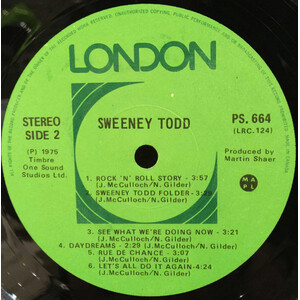 LONDON
STEREO
SIDE 2
SWEENEY TODD
PS. 664
(LRC.124)
(P) 1975
Timbre
One Sound
Studios Ltd.
Produced by
Martin Shaer
1. ROCK 'N' ROLL STORY - 3:57
(J.McCulloch/N. Gilder)
2. SWEENEY TODD FOLDER -
(J.McCulloch/N. Gilder)
M A
P L
3. SEE WHAT WE'RE DOING NOW - 3:21
(J.McCulloch/N. Gilder)
4. DAYDREAMS - 2:29 (J.McCulloch/N.Gilder)
5. RUE DE CHANCE - 3:07
(J.McCulloch/N. Gilder)
6. LET'S ALL DO IT AGAIN-4:24
(J.McCulloch/N. Gilder)